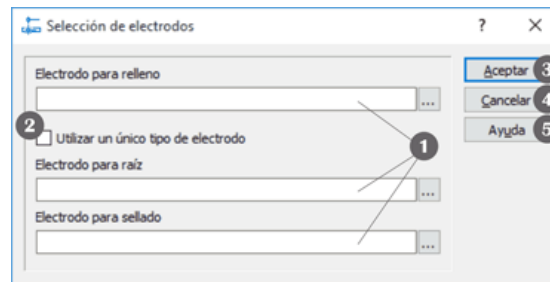 Selección de electrodos ? X
Electrodo para relleno
...
2 Utilizar un único tipo de electrodo
1
Electrodo para raíz
...
Electrodo para sellado
...
Aceptar 3
Cancelar 4
Ayuda 5